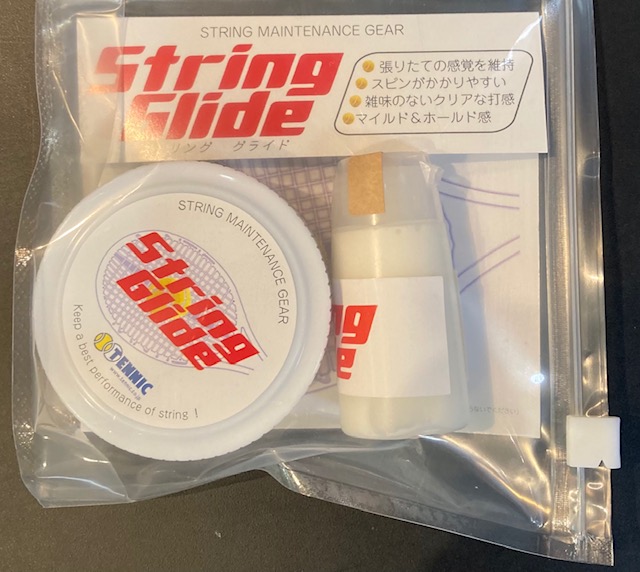 STRING MAINTENANCE GEAR
String
Glide
リング グライド
張りたての感覚を維持
スピンがかかりやすい
雑味のないクリアな打感
マイルド＆ホールド感
STRING MAINTENANCE GEAR
String
Glide
TENNIC
Keep a best performance of string !
ng
e